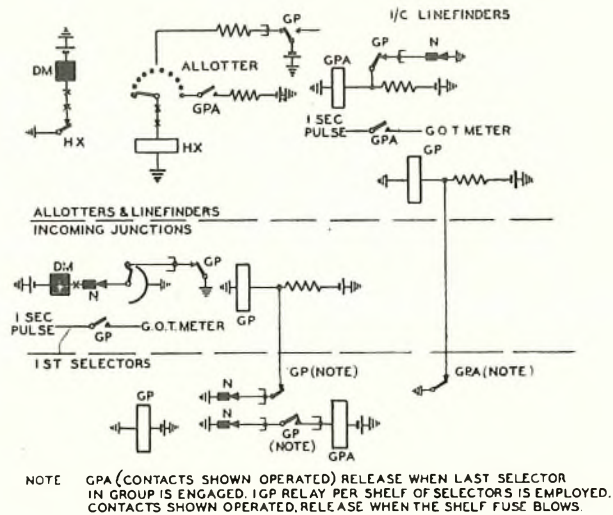 I/C LINEFINDERS
GP
GP
N
GPA
DM
ALLOTTER
GPA
HX
HX
1 SEC
PULSE
GPA
G O T METER
GP
ALLOTTERS & LINEFINDERS
INCOMING JUNCTIONS
DM
N
GP
GP
1 SEC
PULSE
GP
G.O.T. METER
1 ST SELECTORS
GP (NOTE)
GPA (NOTE)
N
GP
N
GP
(NOTE)
GPA
NOTE GPA (CONTACTS SHOWN OPERATED) RELEASE WHEN LAST SELECTOR
IN GROUP IS ENGAGED. 1 GP RELAY PER SHELF OF SELECTORS IS EMPLOYED.
CONTACTS SHOWN OPERATED, RELEASE WHEN THE SHELF FUSE BLOWS.